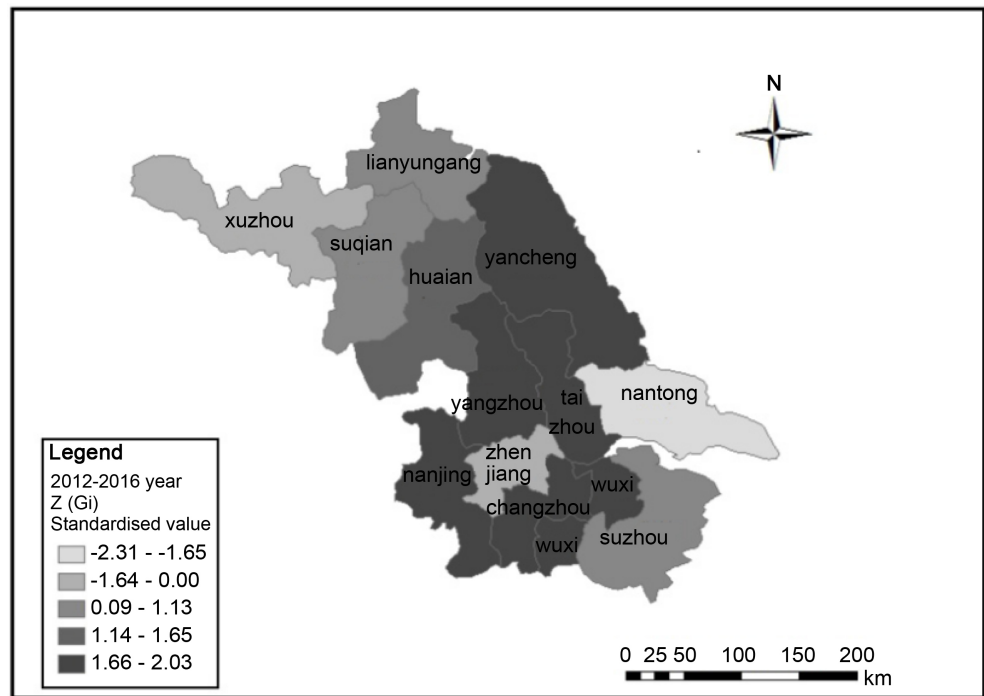 N
lianyungang
xuzhou
suqian
yancheng
huaian
nantong
tai
yangzhou
zhou
zhen
nanjing
jiang
wuxi
changzhou
suzhou
wuxi
Legend
2012-2016 year
Z (Gi)
Standardised value
-2.31 - -1.65
-1.64 - 0.00
0.09 - 1.13
1.14 - 1.65
1.66 - 2.03
0 25 50 100 150 200
km